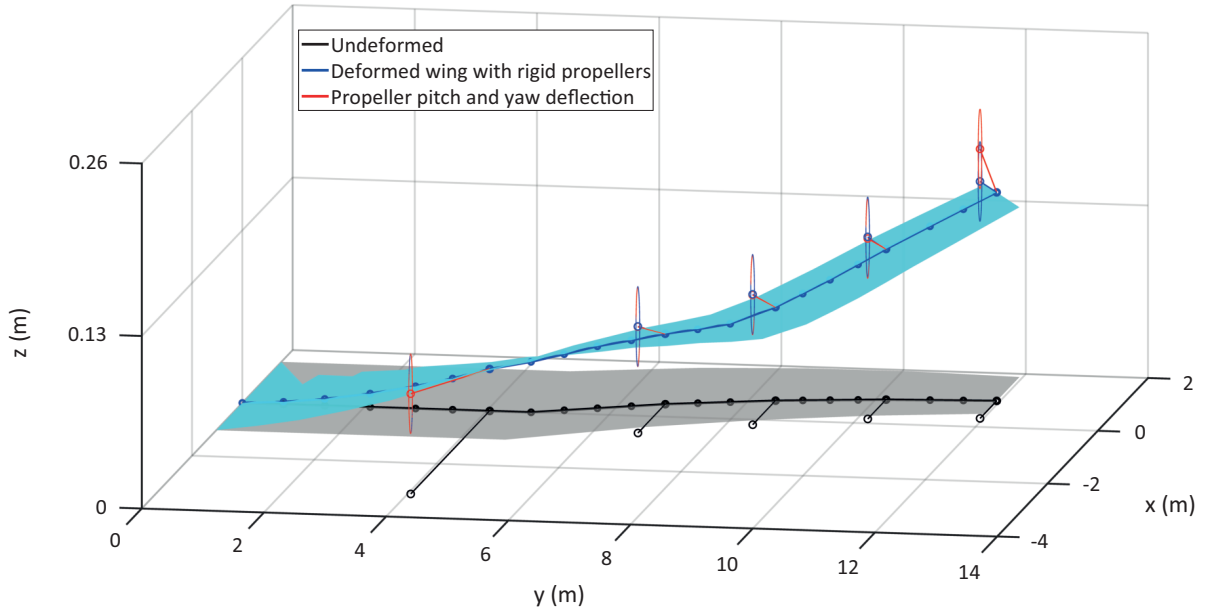 Undeformed
Deformed wing with rigid propellers
Propeller pitch and yaw deflection
0.26
0.13
0
z (m)
0
2
4
6
8
10
12
14
y (m)
2
0
-2
-4
x (m)